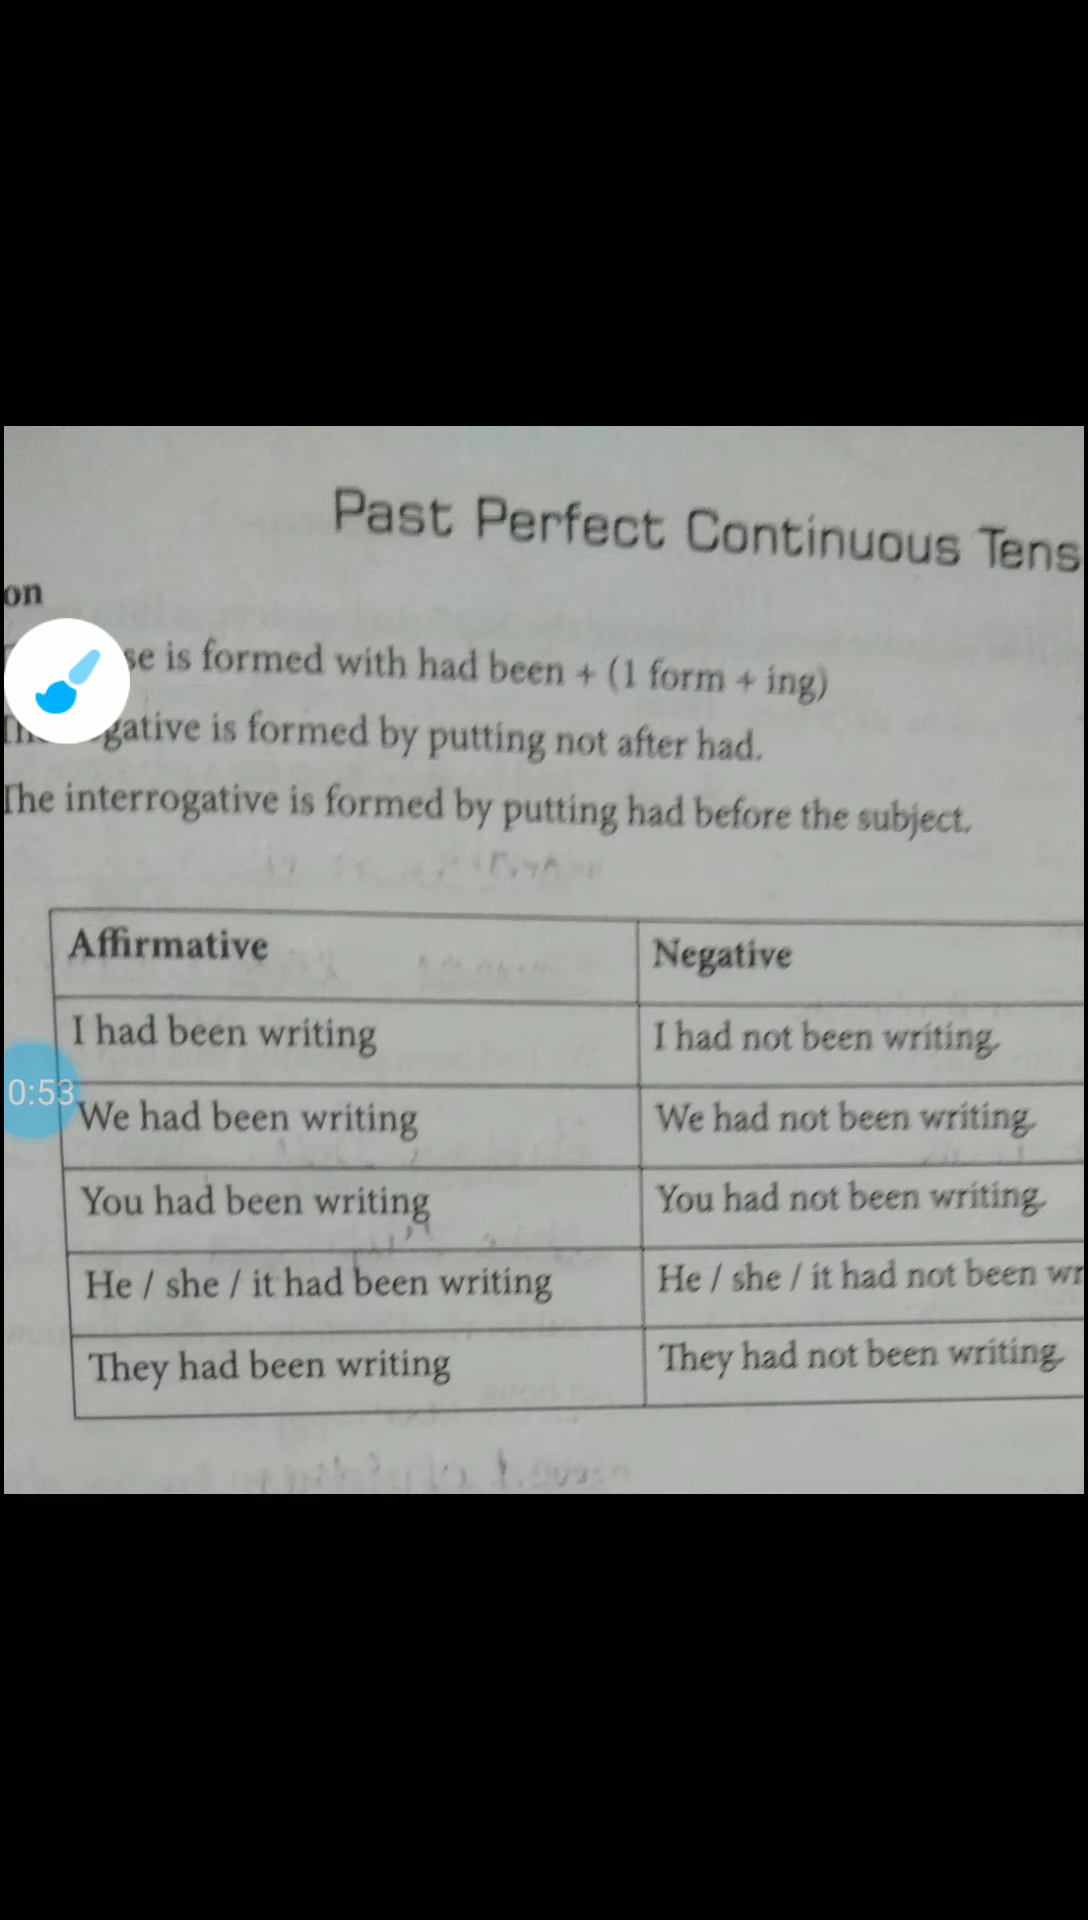 Past Perfect Continuous Tens
on
se is formed with had been + (1 form + ing)
gative is formed by putting not after had.
The interrogative is formed by putting had before the subject.
Affirmative
Negative
I had been writing
I had not been writing.
0:53
We had been writing
We had not been writing.
You had been writing
You had not been writing.
He / she / it had been writing
He / she / it had not been wr
They had been writing
They had not been writing.